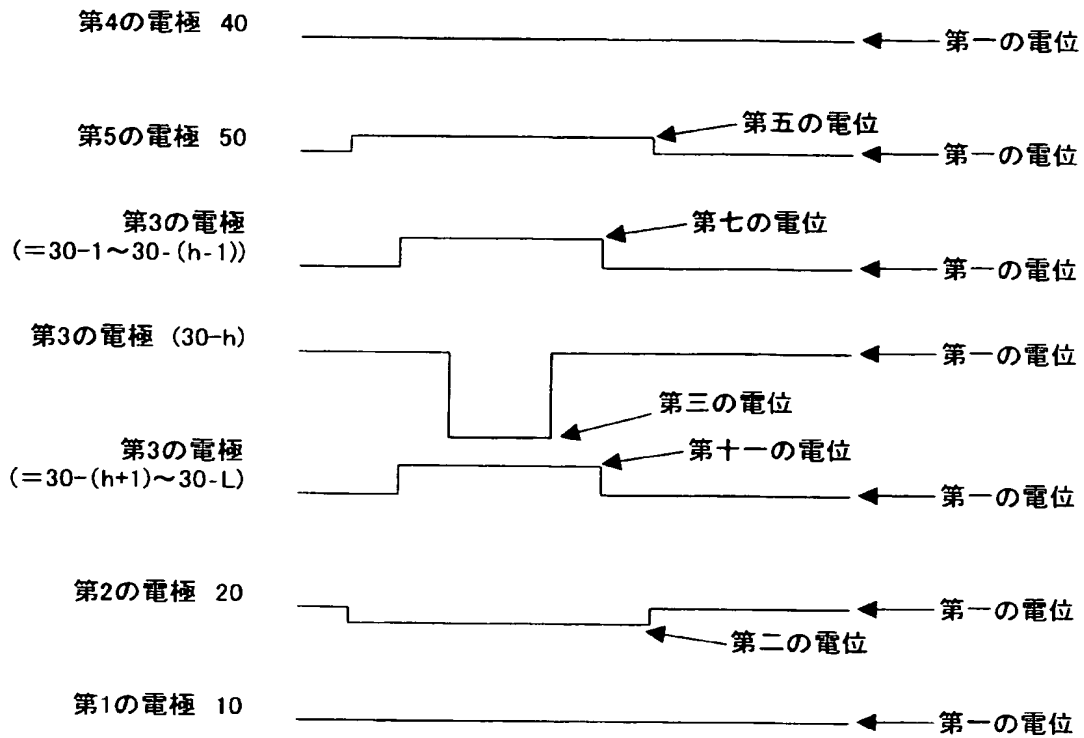 第4の電極 40
第一の電位
第5の電極 50
第五の電位
第一の電位
第3の電極
(＝30-1～30-(h-1))
第七の電位
第一の電位
第3の電極 (30-h)
第一の電位
第三の電位
第3の電極
(＝30-(h+1)～30-L)
第十一の電位
第一の電位
第2の電極 20
第一の電位
第二の電位
第1の電極 10
第一の電位